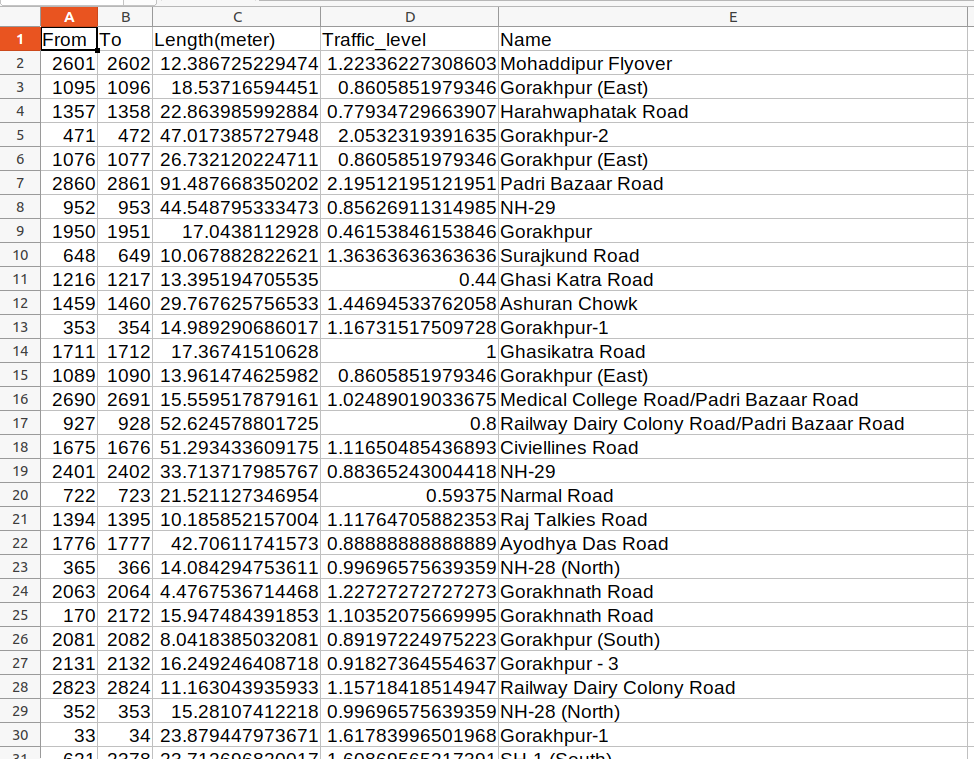 A B C D E
1 From To Length(meter) Traffic_level Name
2 2601 2602 12.386725229474 1.22336227308603 Mohaddipur Flyover
3 1095 1096 18.53716594451 0.8605851979346 Gorakhpur (East)
4 1357 1358 22.863985992884 0.77934729663907 Harahwaphatak Road
5 471 472 47.017385727948 2.0532319391635 Gorakhpur-2
6 1076 1077 26.732120224711 0.8605851979346 Gorakhpur (East)
7 2860 2861 91.487668350202 2.19512195121951 Padri Bazaar Road
8 952 953 44.548795333473 0.85626911314985 NH-29
9 1950 1951 17.0438112928 0.46153846153846 Gorakhpur
10 648 649 10.067882822621 1.36363636363636 Surajkund Road
11 1216 1217 13.395194705535 0.44 Ghasi Katra Road
12 1459 1460 29.767625756533 1.44694533762058 Ashuran Chowk
13 353 354 14.989290686017 1.16731517509728 Gorakhpur-1
14 1711 1712 17.36741510628 1 Ghasikatra Road
15 1089 1090 13.961474625982 0.8605851979346 Gorakhpur (East)
16 2690 2691 15.559517879161 1.02489019033675 Medical College Road/Padri Bazaar Road
17 927 928 52.624578801725 0.8 Railway Dairy Colony Road/Padri Bazaar Road
18 1675 1676 51.293433609175 1.11650485436893 Civiellines Road
19 2401 2402 33.713717985767 0.88365243004418 NH-29
20 722 723 21.521127346954 0.59375 Narmal Road
21 1394 1395 10.185852157004 1.11764705882353 Raj Talkies Road
22 1776 1777 42.70611741573 0.88888888888889 Ayodhya Das Road
23 365 366 14.084294753611 0.99696575639359 NH-28 (North)
24 2063 2064 4.4767536714468 1.22727272727273 Gorakhnath Road
25 170 2172 15.947484391853 1.10352075669995 Gorakhnath Road
26 2081 2082 8.0418385032081 0.89197224975223 Gorakhpur (South)
27 2131 2132 16.249246408718 0.91827364554637 Gorakhpur - 3
28 2823 2824 11.163043935933 1.15718418514947 Railway Dairy Colony Road
29 352 353 15.28107412218 0.99696575639359 NH-28 (North)
30 33 34 23.879447973671 1.61783996501968 Gorakhpur-1